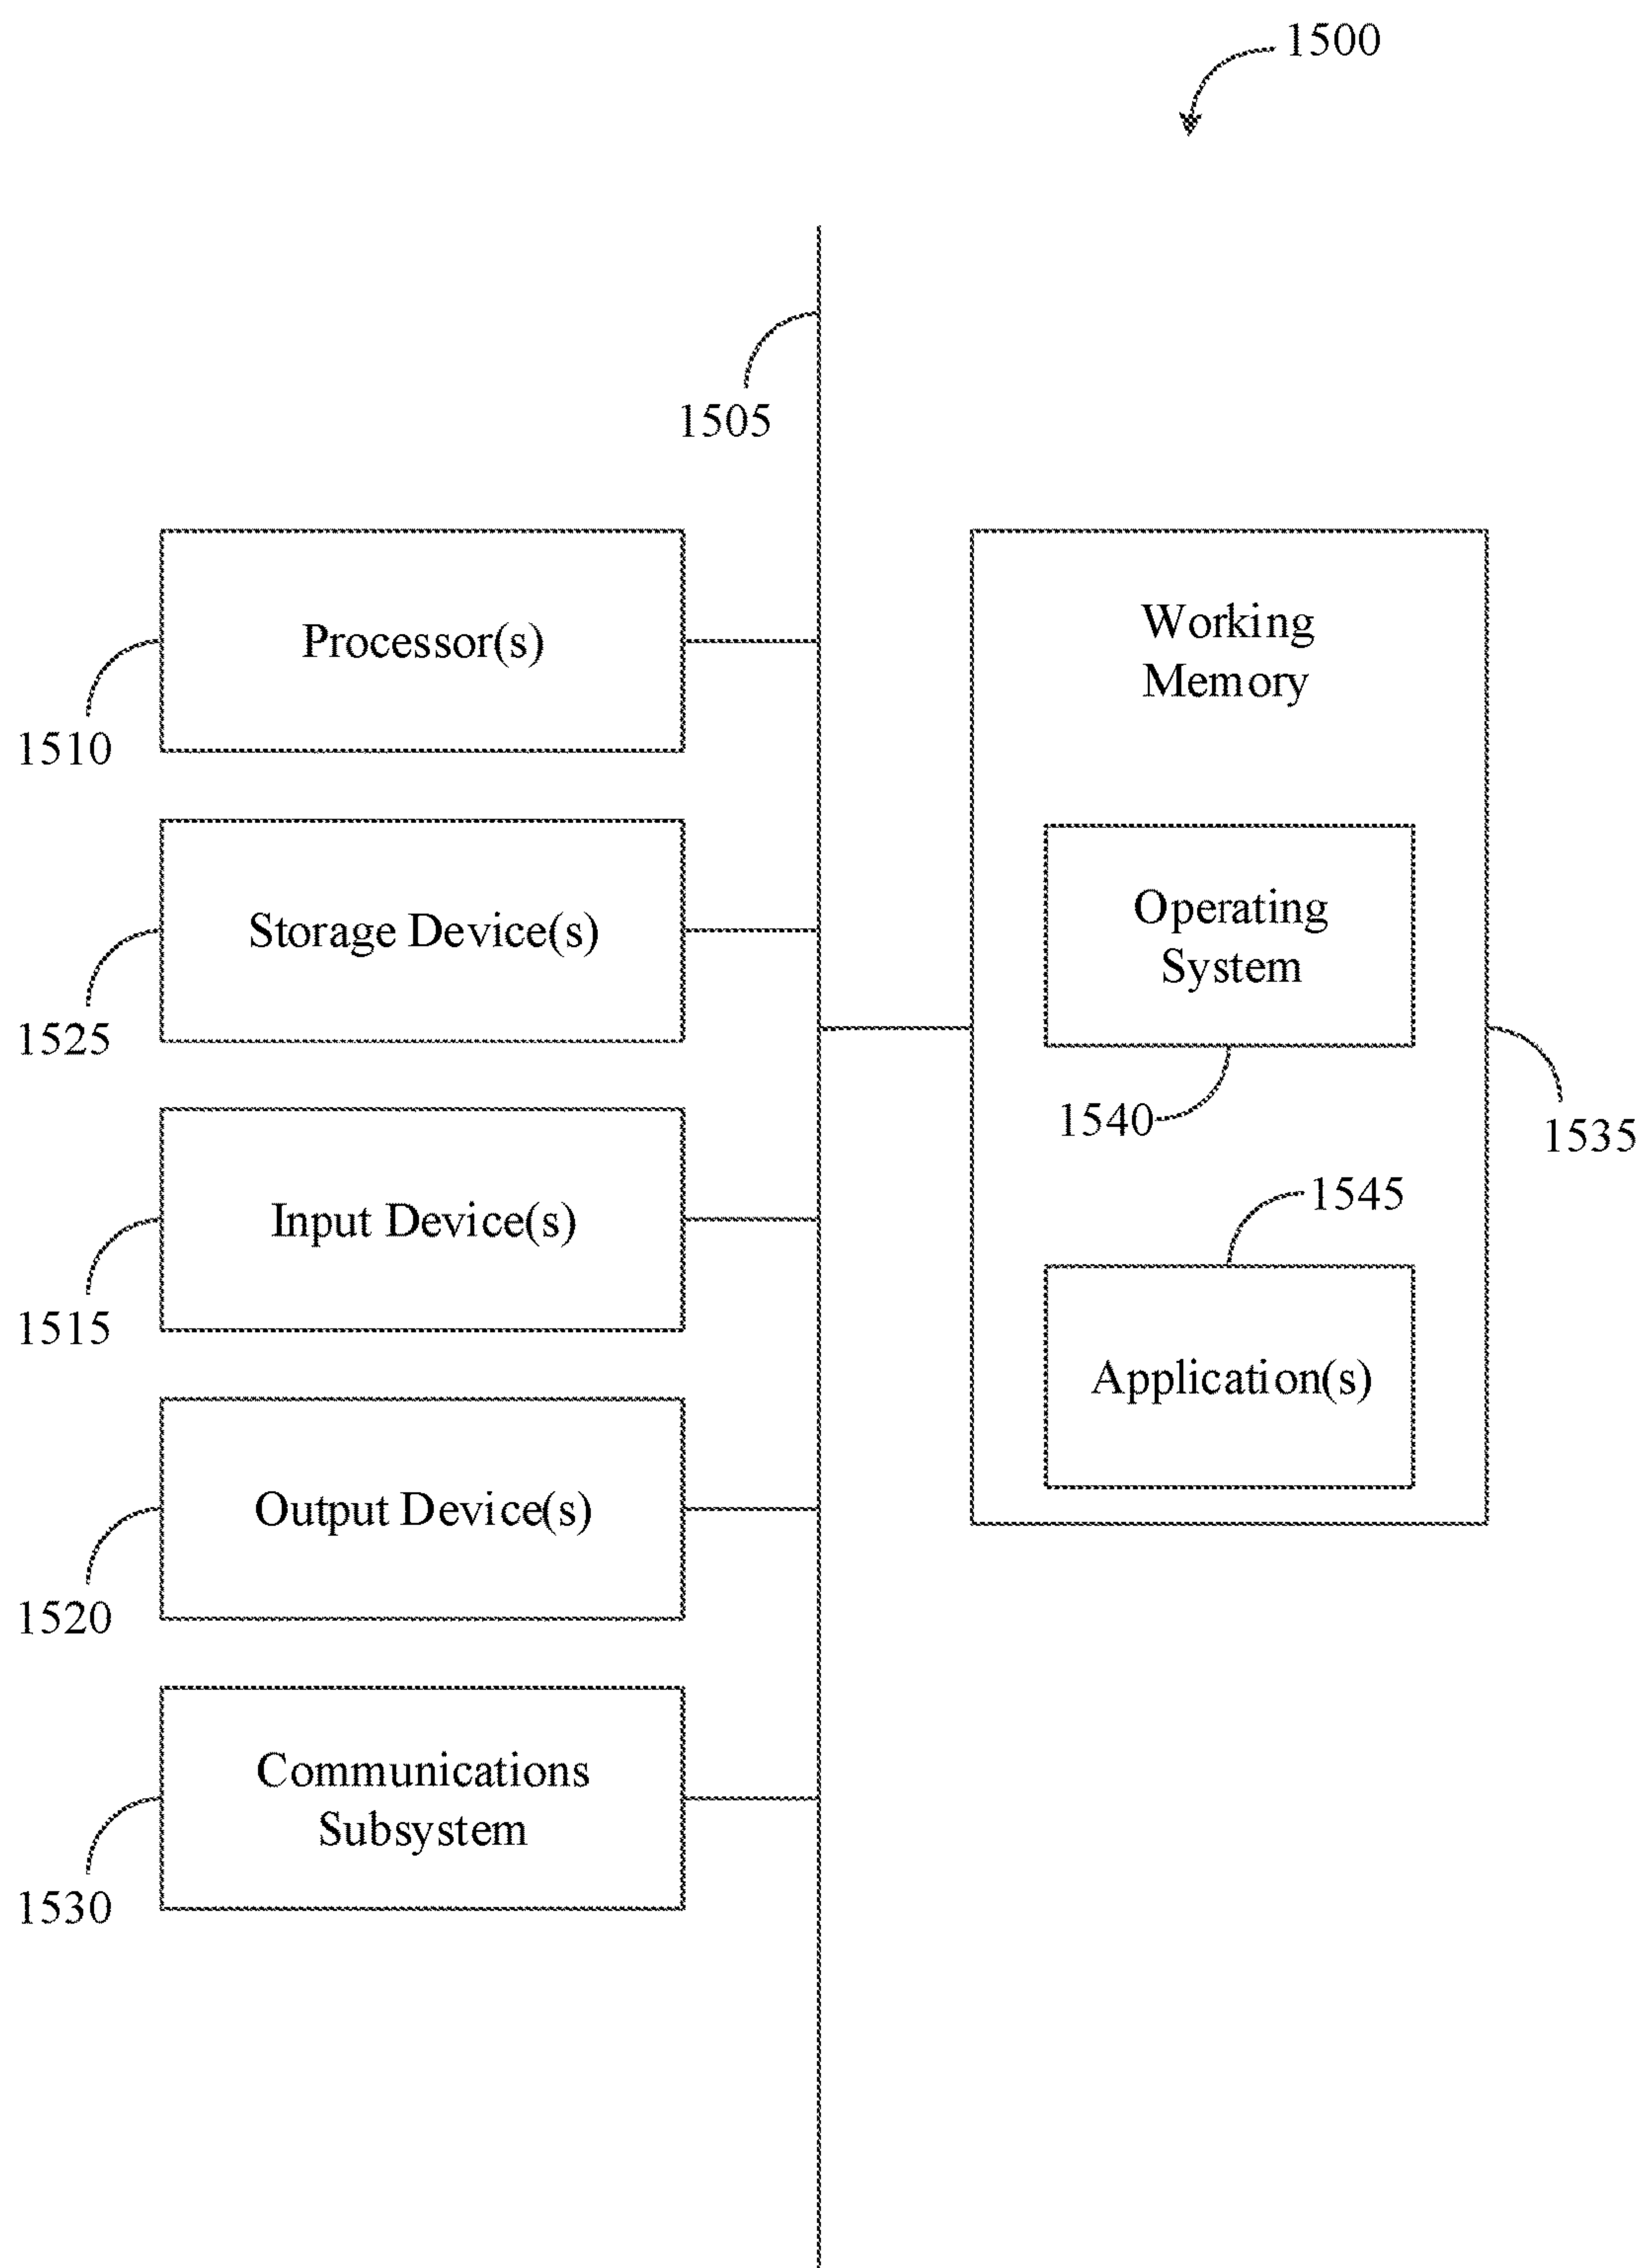 1500
1505
Processor(s)
1510
Storage Device(s)
1525
Input Device(s)
1515
Output Device(s)
1520
Communications
Subsystem
1530
Working
Memory
Operating
System
1540
1535
1545
Application(s)